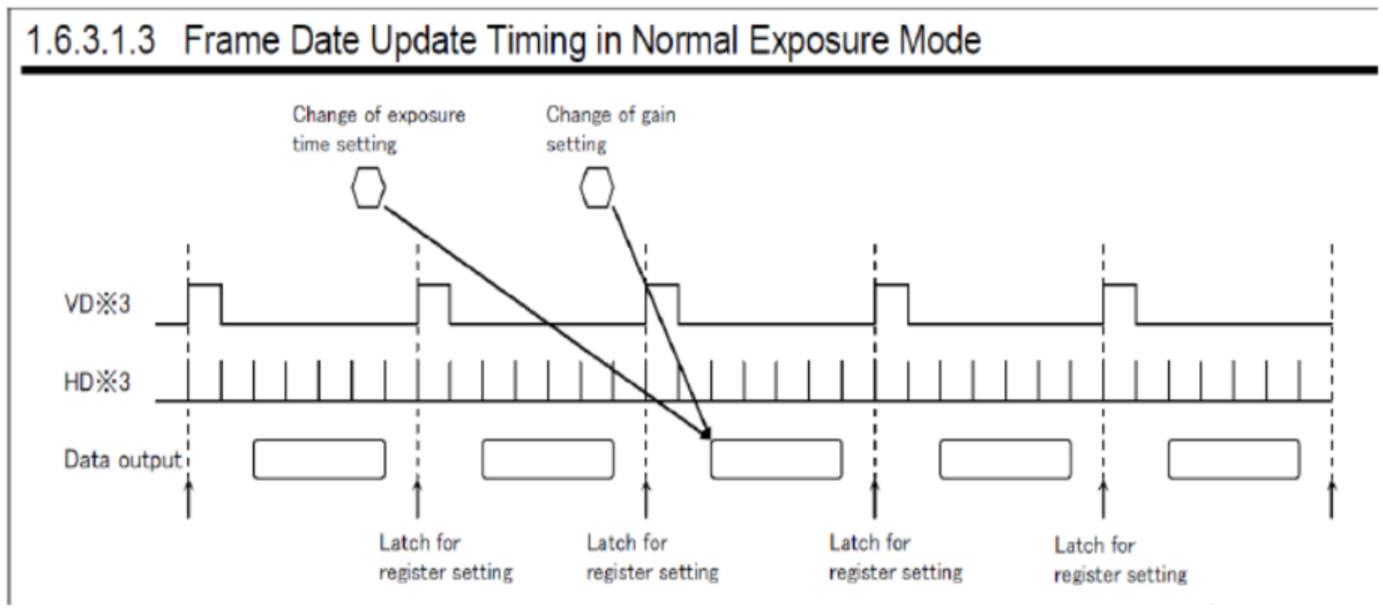 1.6.3.1.3 Frame Date Update Timing in Normal Exposure Mode
Change of exposure
time setting
Change of gain
setting
VD※3
HD※3
Data output
Latch for
register setting
Latch for
register setting
Latch for
register setting
Latch for
register setting